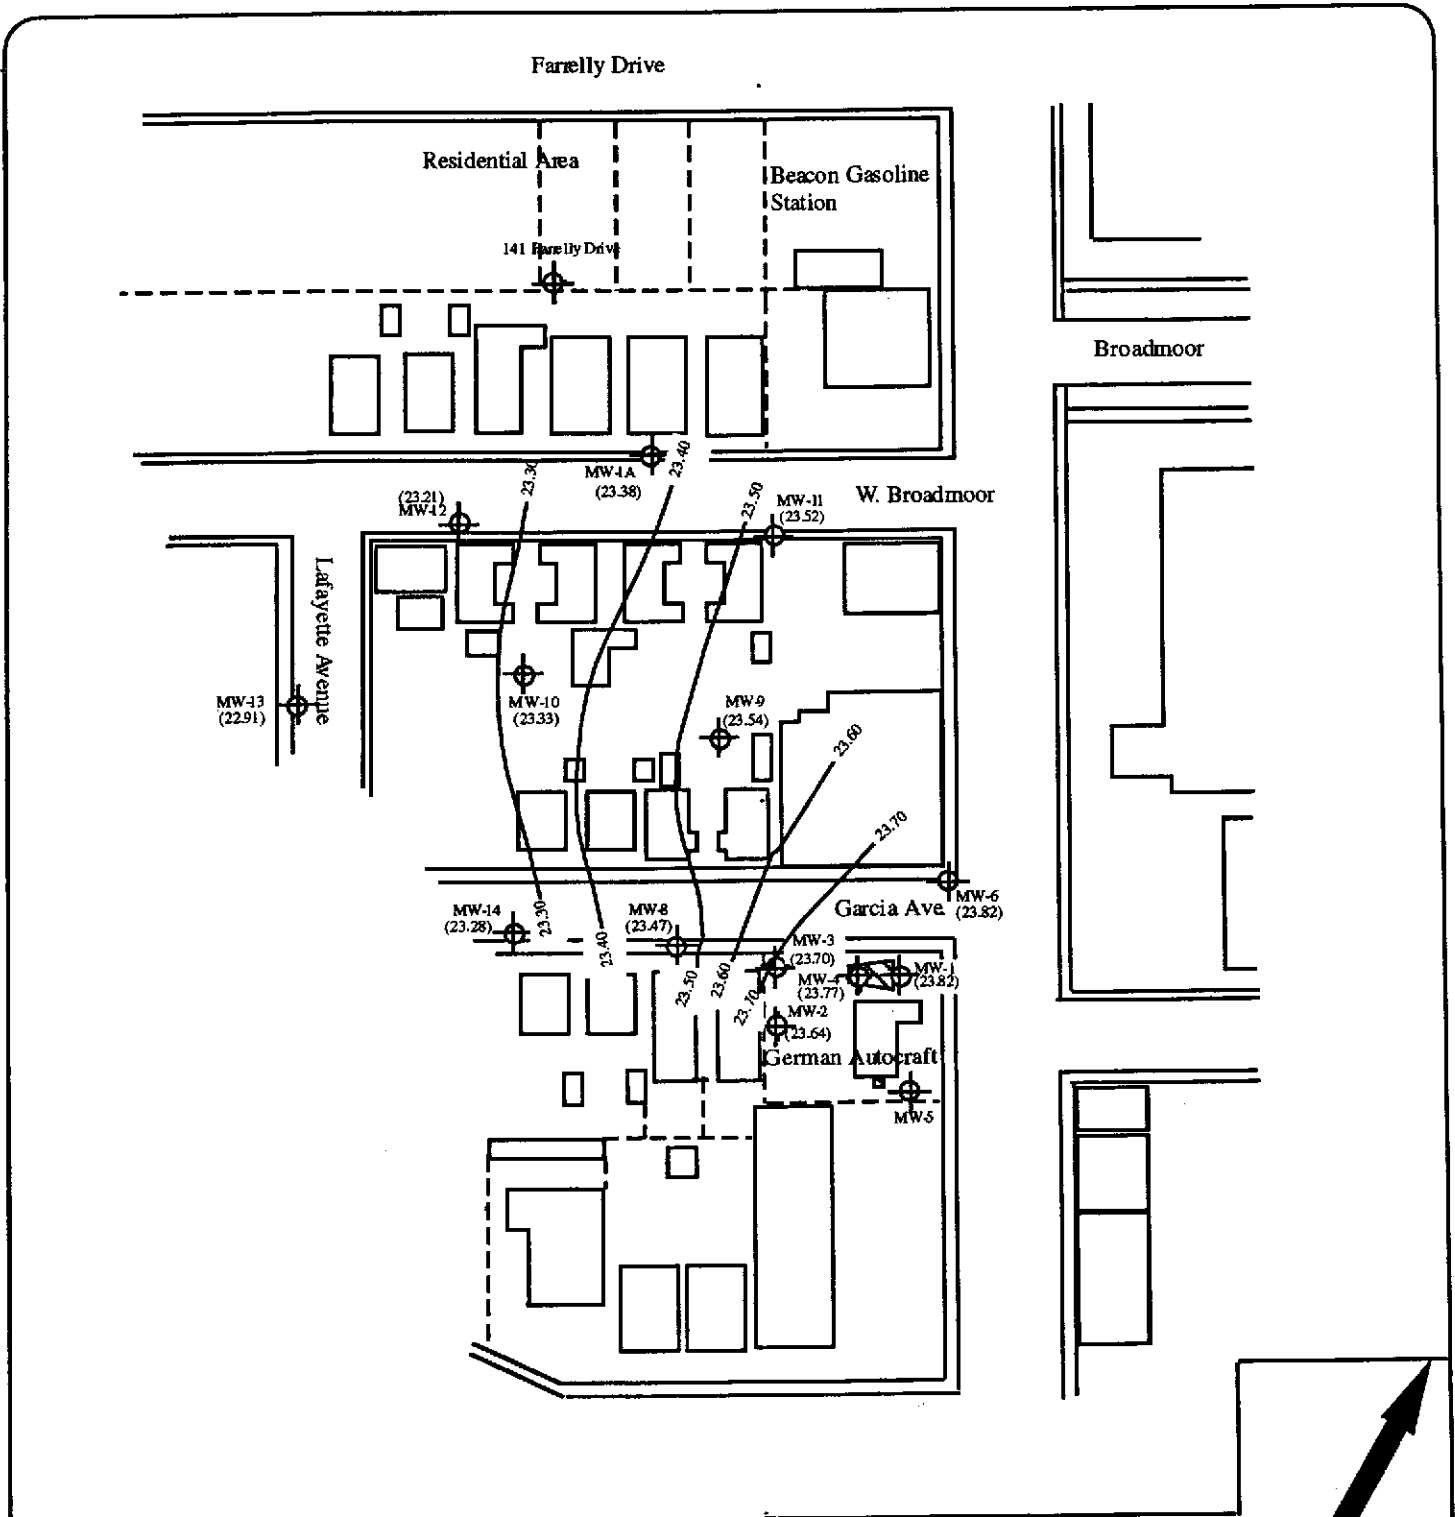 Farrelly Drive
Residential Area
Beacon Gasoline
Station
141 Farrelly Drive
Broadmoor
23.30
MW-1A
(23.38)
23.40
23.50
W. Broadmoor
(23.21)
MW-12
MW-11
(23.52)
Lafayette Avenue
MW-13
(22.91)
MW-10
(23.33)
MW-9
(23.54)
23.60
23.70
MW-14
(23.28)
23.30
MW-8
(23.47)
23.40
Garcia Ave
MW-6
(23.82)
MW-3
(23.70)
23.50
23.60
23.70
MW-4
(23.77)
MW-1
(23.82)
MW-2
(23.64)
German Autocraft
MW-5